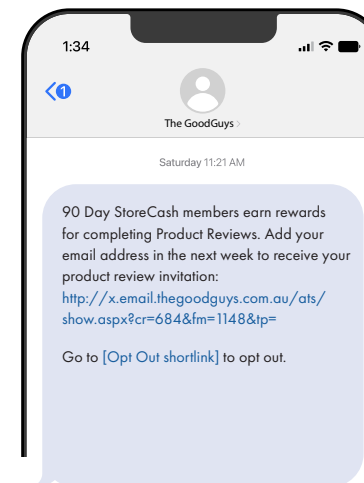 1:34
1
The GoodGuys >
Saturday 11:21 AM
90 Day StoreCash members earn rewards
for completing Product Reviews. Add your
email address in the next week to receive your
product review invitation:
http://x.email.thegoodguys.com.au/ats/
show.aspx?cr=684&fm=1148&tp=
Go to [Opt Out shortlink] to opt out.